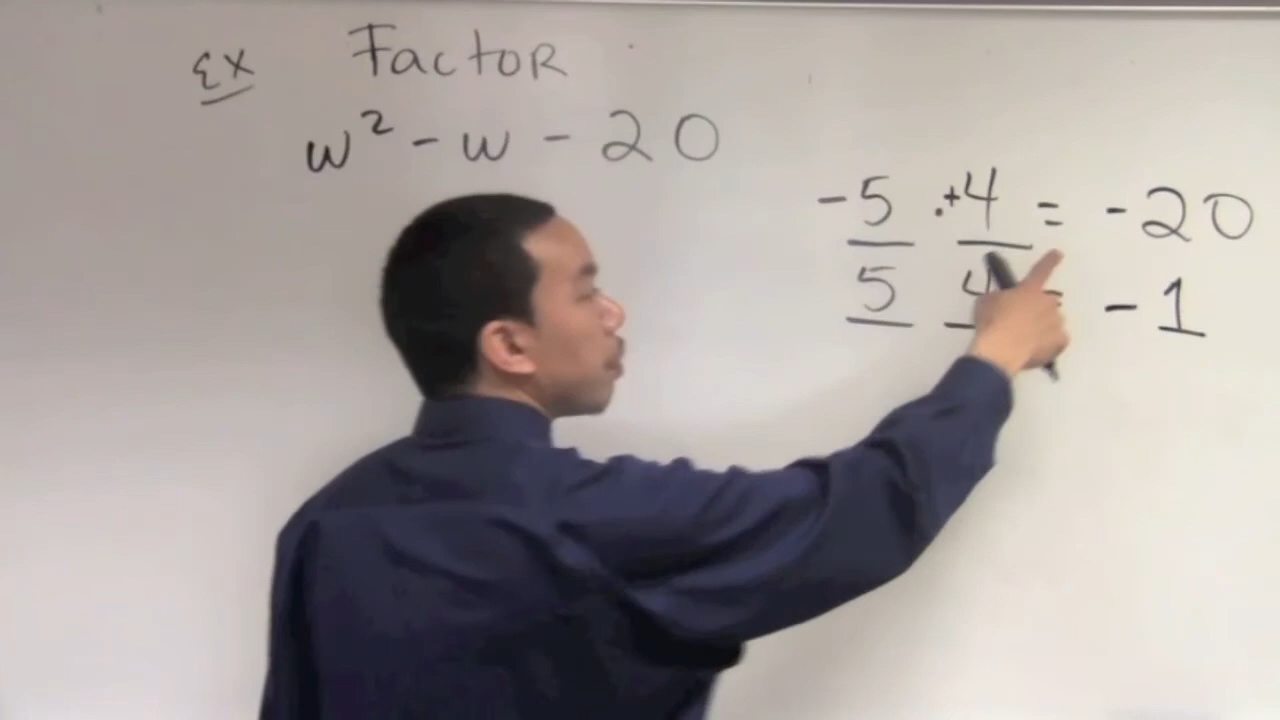 Ex Factor
w² - w - 20
-5 · +4 = -20
5 4 = -1